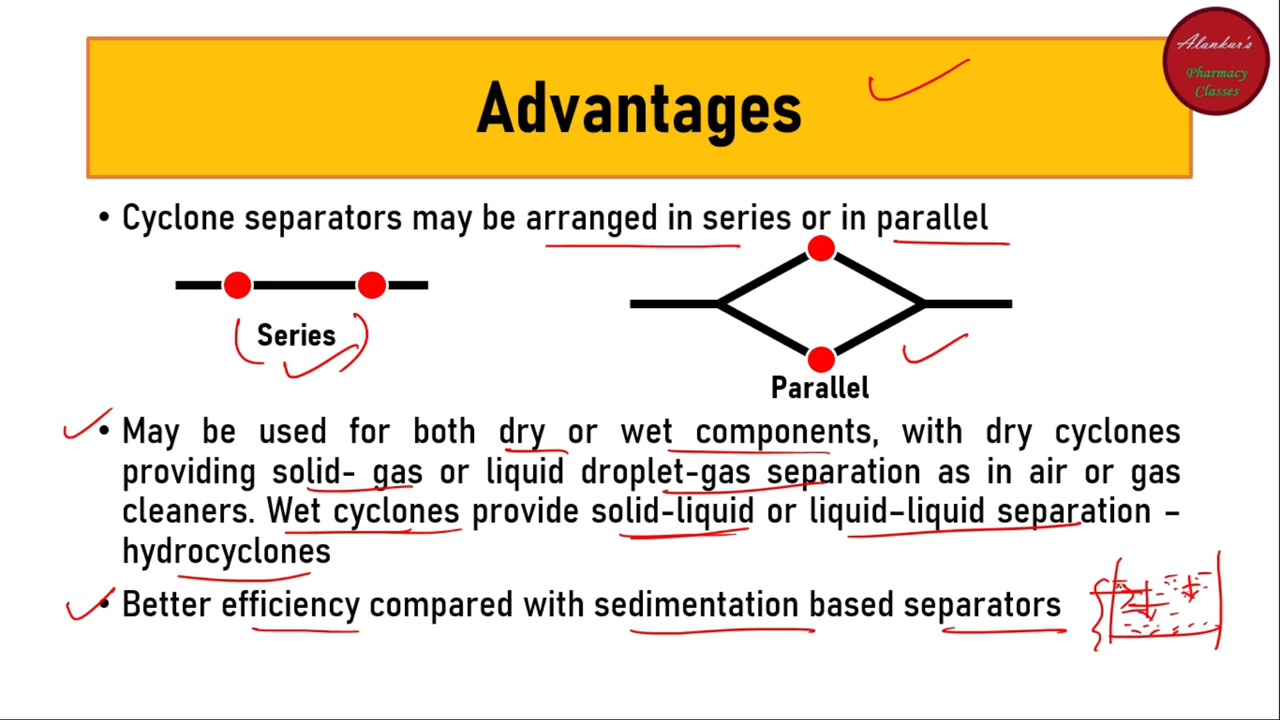 Alankar's
Pharmacy
Classes
Advantages
• Cyclone separators may be arranged in series or in parallel
Series
Parallel
• May be used for both dry or wet components, with dry cyclones
providing solid- gas or liquid droplet-gas separation as in air or gas
cleaners. Wet cyclones provide solid-liquid or liquid–liquid separation –
hydrocyclones
• Better efficiency compared with sedimentation based separators